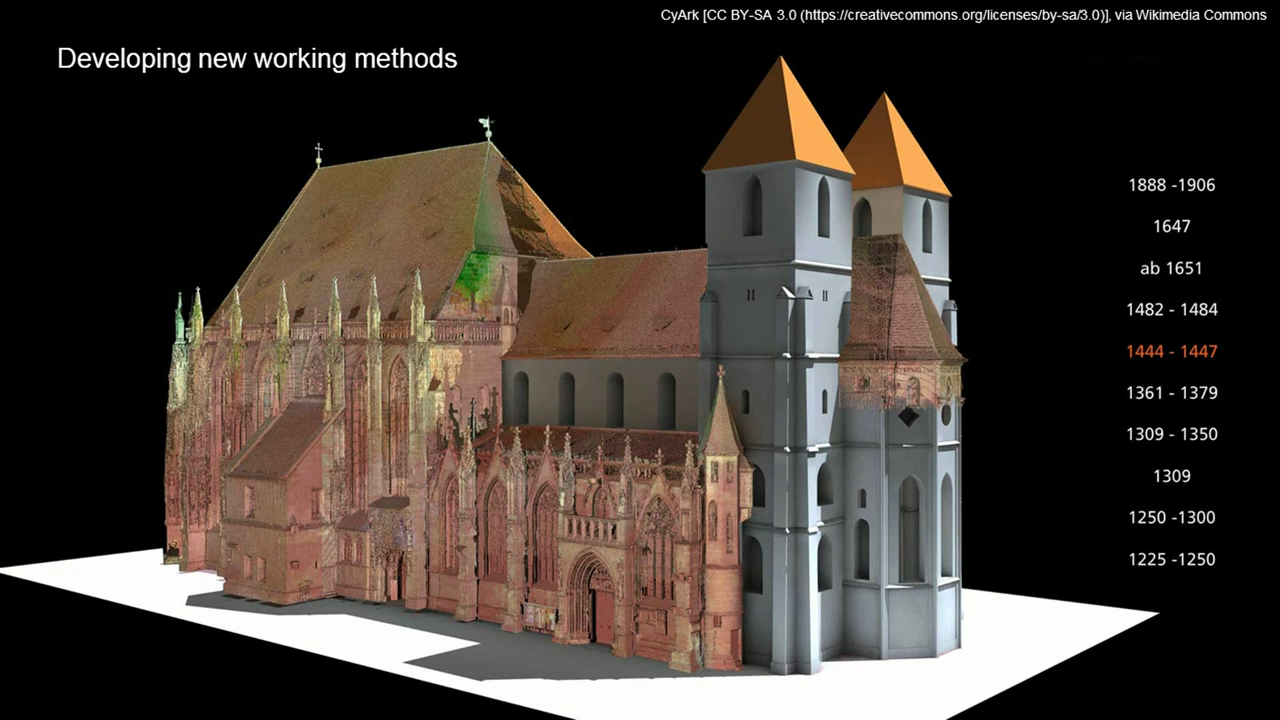 CyArk [CC BY-SA 3.0 (https://creativecommons.org/licenses/by-sa/3.0)], via Wikimedia Commons
Developing new working methods
1888 -1906
1647
ab 1651
1482 - 1484
1444 - 1447
1361 - 1379
1309 - 1350
1309
1250 -1300
1225 -1250